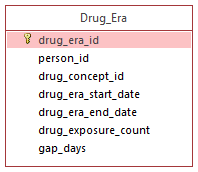 Drug_Era
drug_era_id
person_id
drug_concept_id
drug_era_start_date
drug_era_end_date
drug_exposure_count
gap_days